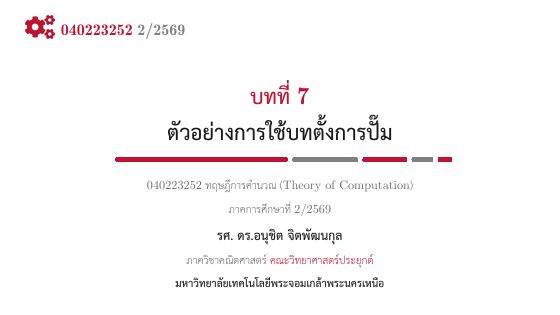 040223252 2/2569
บทที่ 7
ตัวอย่างการใช้บทตั้งการปั๊ม
040223252 ทฤษฎีการคำนวณ (Theory of Computation)
ภาคการศึกษาที่ 2/2569
รศ. ดร.อนุชิต จิตพัฒนกุล
ภาควิชาคณิตศาสตร์ คณะวิทยาศาสตร์ประยุกต์
มหาวิทยาลัยเทคโนโลยีพระจอมเกล้าพระนครเหนือ